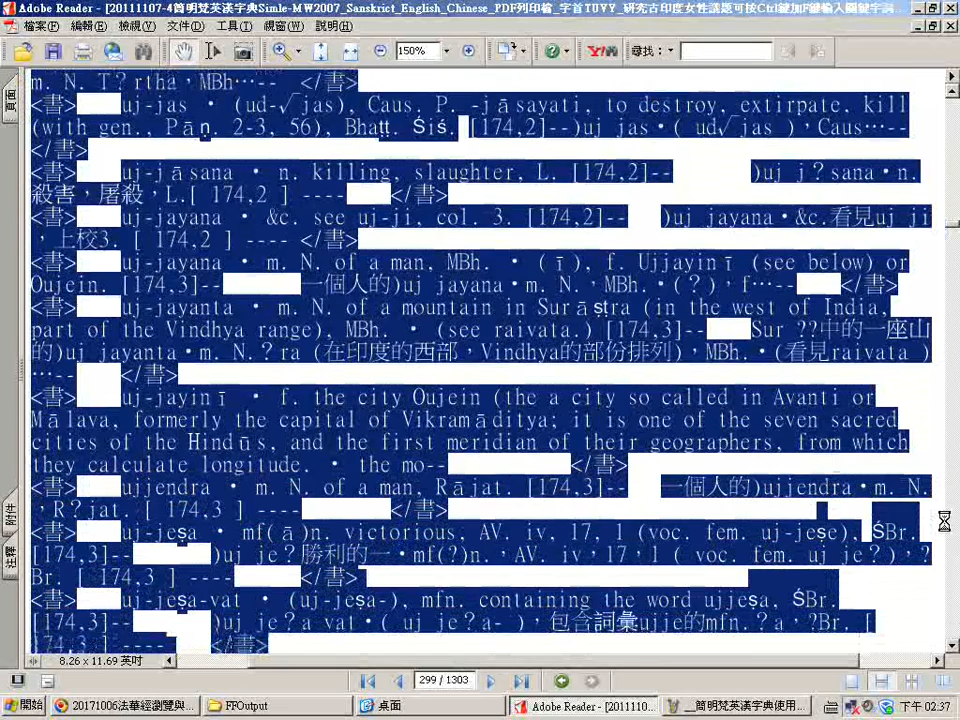 Adobe Reader - [20111107-4簡明梵英漢字典Simle-MW2007_Sanskrict_English_Chinese_PDF列印檔_字首TUVY_研究古印度女性議題可按Ctrl鍵加F鍵輸入關鍵字詞...
檔案(F) 編輯(E) 檢視(V) 文件(D) 工具(T) 視窗(W) 說明(H)
150% Y! 尋找：
頁面
附件
注釋
m. N. T?rtha，MBh…-- </書>
<書> uj-jas • (ud-√jas), Caus. P. -jāsayati, to destroy, extirpate, kill
(with gen., Pāṇ. 2-3, 56), Bhaṭṭ. Śiś. [174,2]--)uj jas•( ud√jas )，Caus…--
</書>
<書> uj-jāsana • n. killing, slaughter, L. [174,2]-- )uj j?sana•n.
殺害，屠殺，L.[ 174,2 ] ---- </書>
<書> uj-jayana • &c. see uj-ji, col. 3. [174,2]-- )uj jayana•&c.看見uj ji
，上校3. [ 174,2 ] ---- </書>
<書> uj-jayana • m. N. of a man, MBh. • (ī), f. Ujjayinī (see below) or
Oujein. [174,3]-- 一個人的)uj jayana•m. N.，MBh.•(?)，f…-- </書>
<書> uj-jayanta • m. N. of a mountain in Surāṣṭra (in the west of India,
part of the Vindhya range), MBh. • (see raivata.) [174,3]-- Sur ??中的一座山
的)uj jayanta•m. N.?ra (在印度的西部，Vindhya的部份排列)，MBh.•(看見raivata )
…-- </書>
<書> uj-jayinī • f. the city Oujein (the a city so called in Avanti or
Mālava, formerly the capital of Vikramāditya; it is one of the seven sacred
cities of the Hindūs, and the first meridian of their geographers, from which
they calculate longitude. • the mo-- </書>
<書> ujjendra • m. N. of a man, Rājat. [174,3]-- 一個人的)ujjendra•m. N.
，R?jat. [ 174,3 ] ---- </書>
<書> uj-jeṣa • mf(ā)n. victorious, AV. iv, 17, 1 (voc. fem. uj-jeṣe), ŚBr.
[174,3]-- )uj je?勝利的一•mf(?)n.，AV. iv，17，1 ( voc. fem. uj je?)，?
Br. [ 174,3 ] ---- </書>
<書> uj-jeṣa-vat • (uj-jeṣa-), mfn. containing the word ujjeṣa, ŚBr.
[174,3]-- )uj je?a vat•( uj je?a- )，包含詞彙ujje的mfn.?a，?Br. [
174,3 ] ---- </書>
8.26 x 11.69 英吋
299 / 1303
開始 20171006法華經瀏覽與... FFOutput 桌面 Adobe Reader - [2011110... __簡明梵英漢字典使用... 下午 02:37